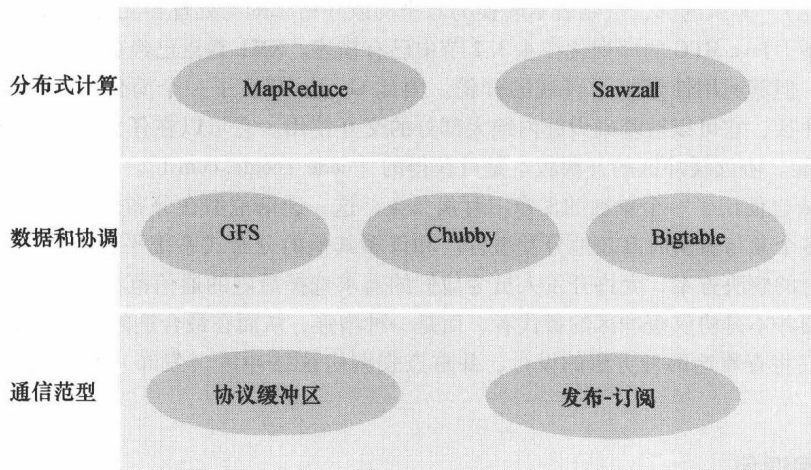 分布式计算
MapReduce
Sawzall
数据和协调
GFS
Chubby
Bigtable
通信范型
协议缓冲区
发布-订阅